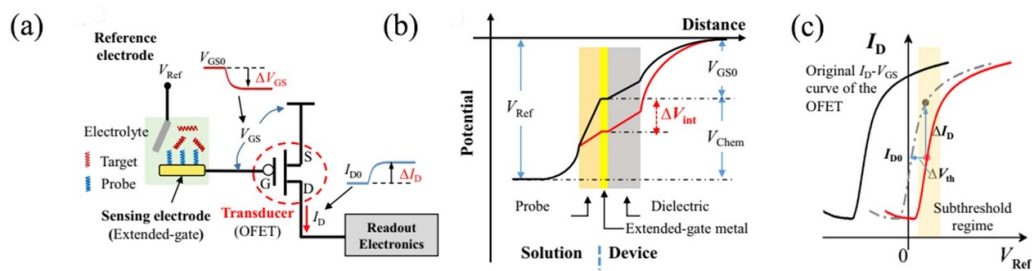 (a)
Reference
electrode
V_Ref
V_GS0
ΔV_GS
Electrolyte
V_GS
Target
Probe
S
G
D
I_D0
ΔI_D
Sensing electrode
(Extended-gate)
Transducer
(OFET)
I_D
Readout
Electronics
(b)
Distance
Potential
V_Ref
V_GS0
ΔV_int
V_Chem
Probe
Dielectric
Extended-gate metal
Solution
Device
(c)
I_D
Original I_D-V_GS
curve of the
OFET
ΔI_D
I_D0
ΔV_th
Subthreshold
regime
0
V_Ref